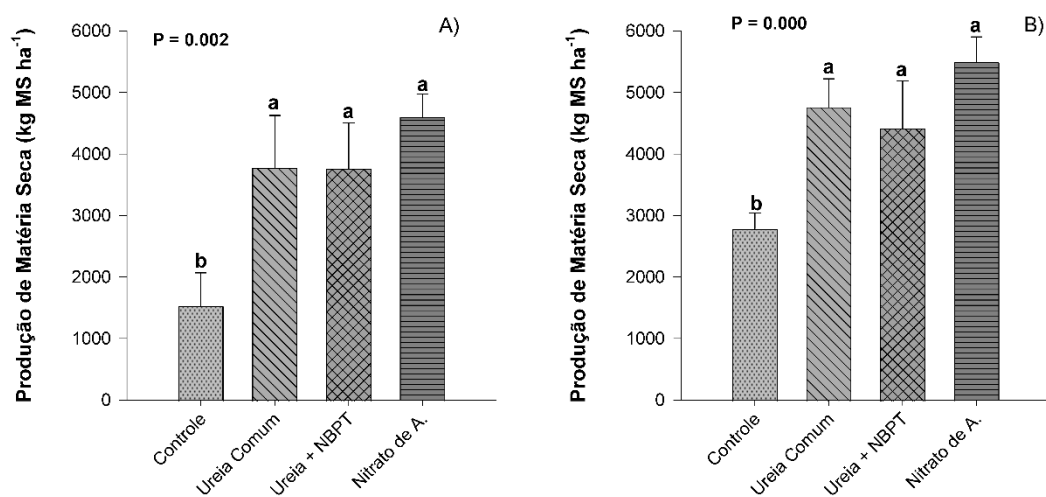 A)
P = 0.002
Produção de Matéria Seca (kg MS ha⁻¹)
6000
5000
4000
3000
2000
1000
0
b
a
a
a
Controle
Ureia Comum
Ureia + NBPT
Nitrato de A.
B)
P = 0.000
Produção de Matéria Seca (kg MS ha⁻¹)
6000
5000
4000
3000
2000
1000
0
b
a
a
a
Controle
Ureia Comum
Ureia + NBPT
Nitrato de A.